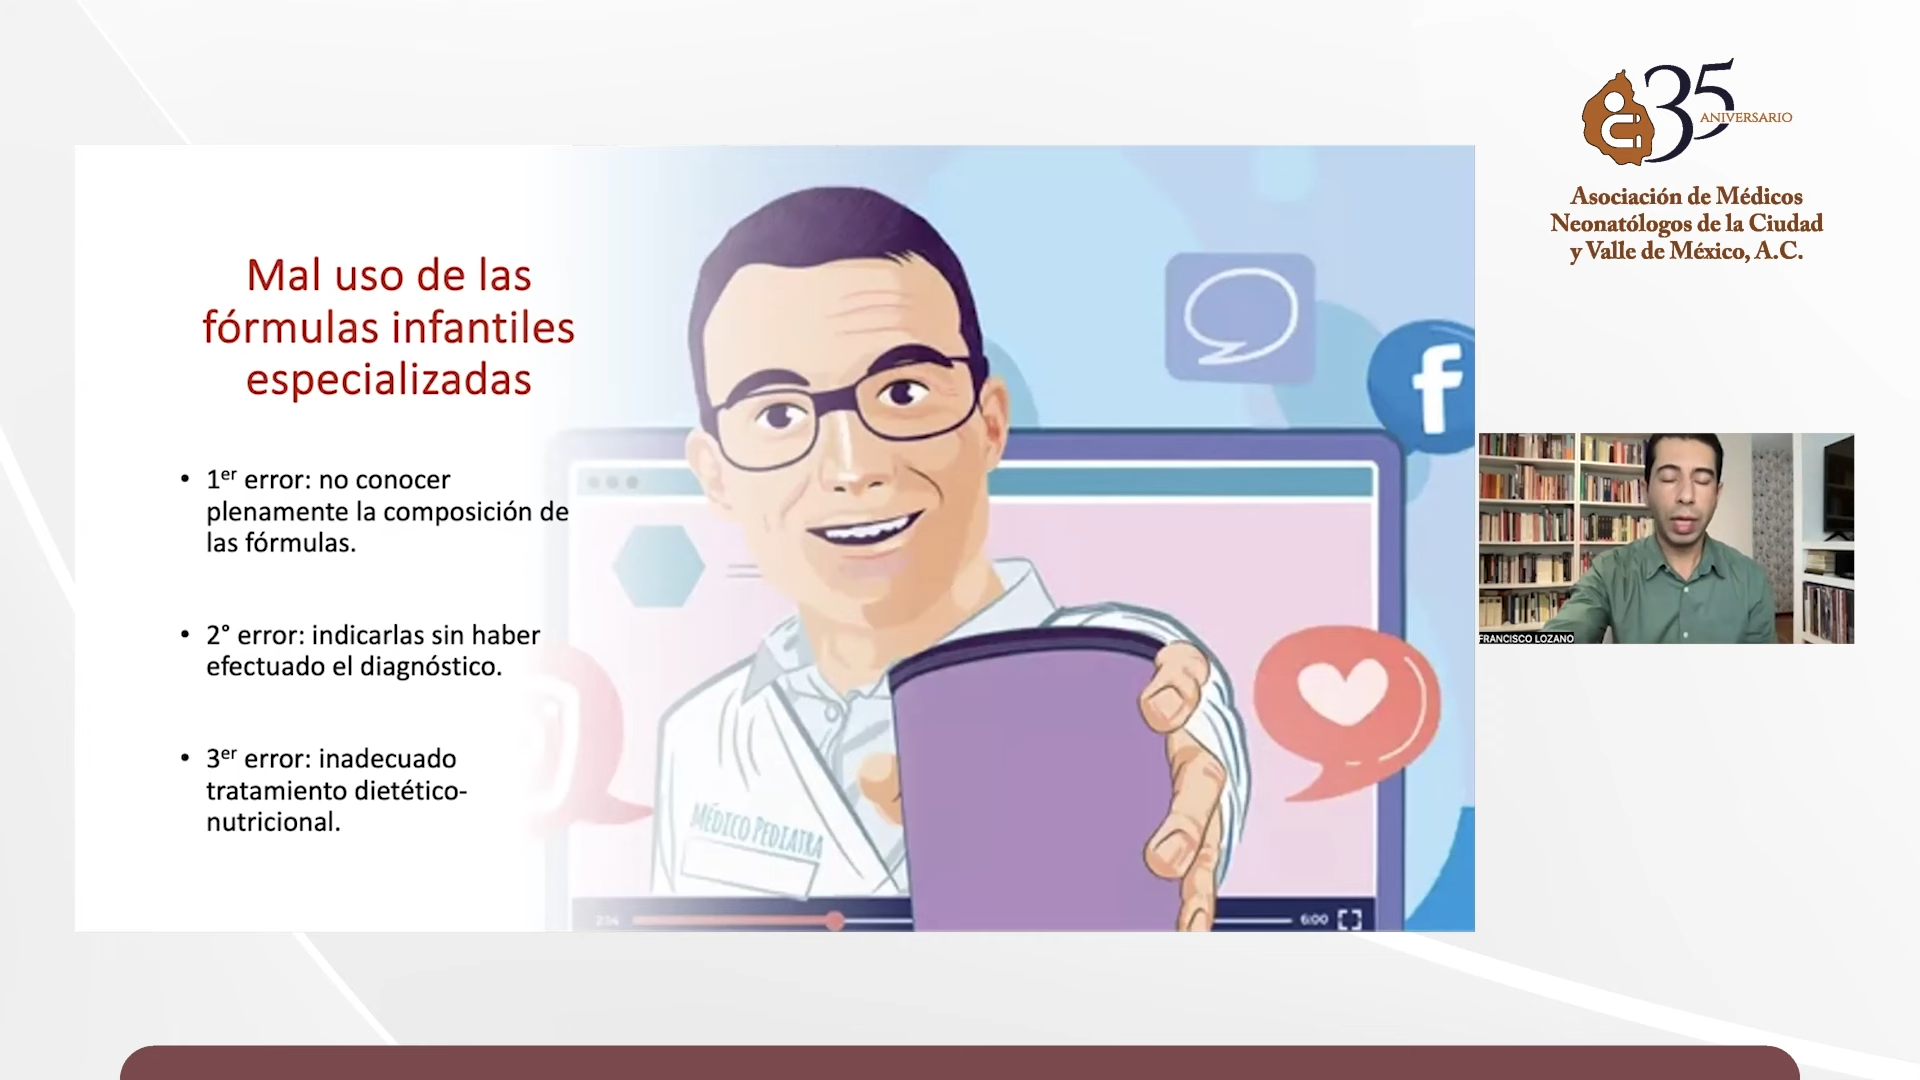 35
ANIVERSARIO
Asociación de Médicos
Neonatólogos de la Ciudad
y Valle de México, A.C.
Mal uso de las
fórmulas infantiles
especializadas
• 1er error: no conocer
plenamente la composición de
las fórmulas.
• 2° error: indicarlas sin haber
efectuado el diagnóstico.
• 3er error: inadecuado
tratamiento dietético-
nutricional.
MÉDICO PEDIATRA
6:00
FRANCISCO LOZANO